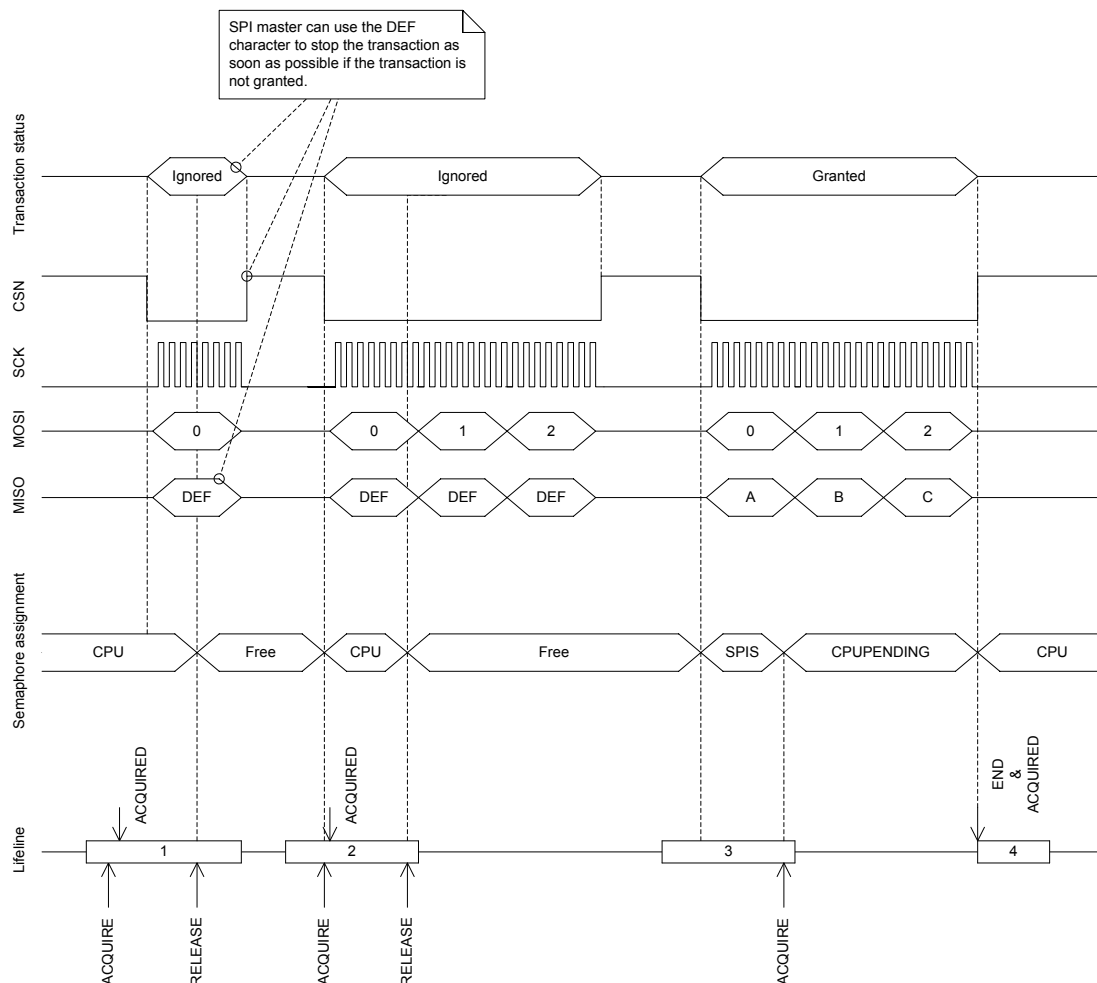 SPI master can use the DEF
character to stop the transaction as
soon as possible if the transaction is
not granted.
Transaction status
Ignored
Ignored
Granted
CSN
SCK
MOSI
0
0
1
2
0
1
2
MISO
DEF
DEF
DEF
DEF
A
B
C
Semaphore assignment
CPU
Free
CPU
Free
SPIS
CPUPENDING
CPU
ACQUIRED
ACQUIRED
END
&
ACQUIRED
Lifeline
1
2
3
4
ACQUIRE
RELEASE
ACQUIRE
RELEASE
ACQUIRE